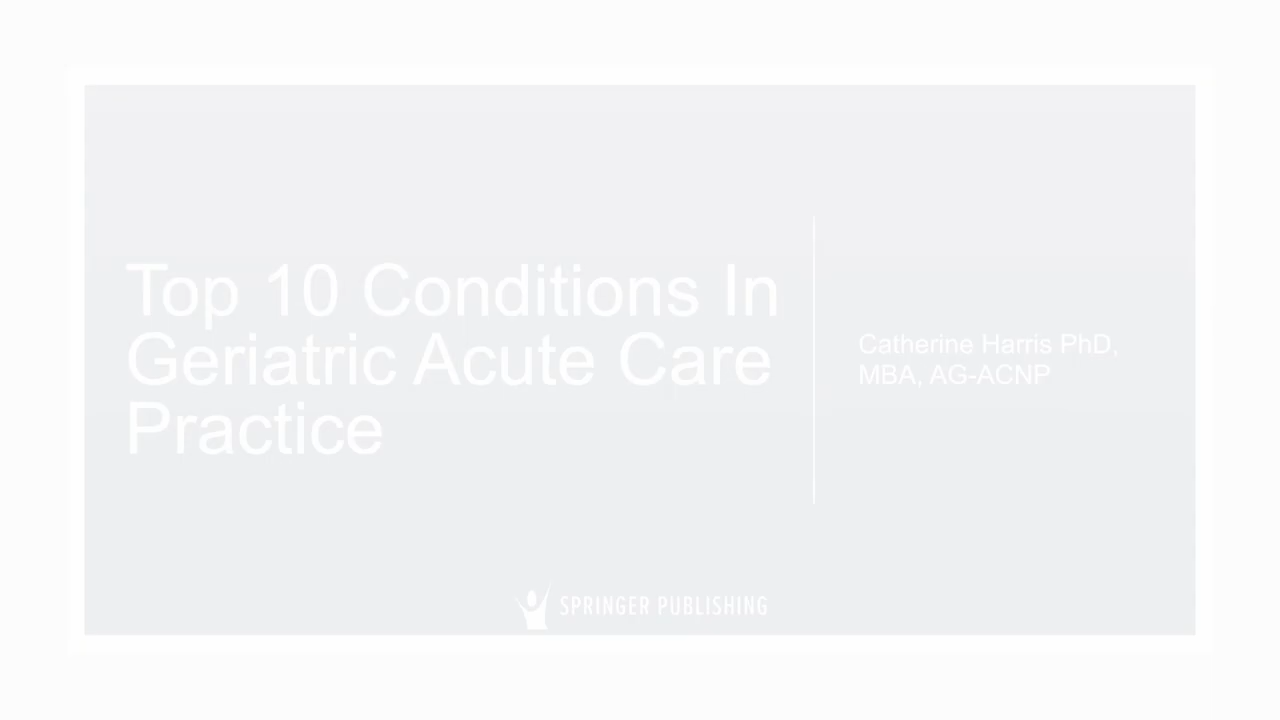 Top 10 Conditions In
Geriatric Acute Care
Practice
Catherine Harris PhD,
MBA, AG-ACNP
SPRINGER PUBLISHING